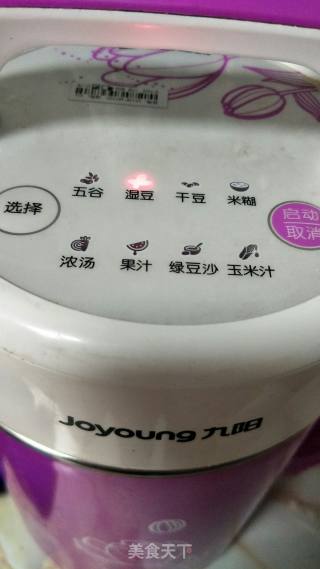 五谷 湿豆 干豆 米糊
选择
启动
取消
浓汤 果汁 绿豆沙 玉米汁
Joyoung 九阳
美食天下